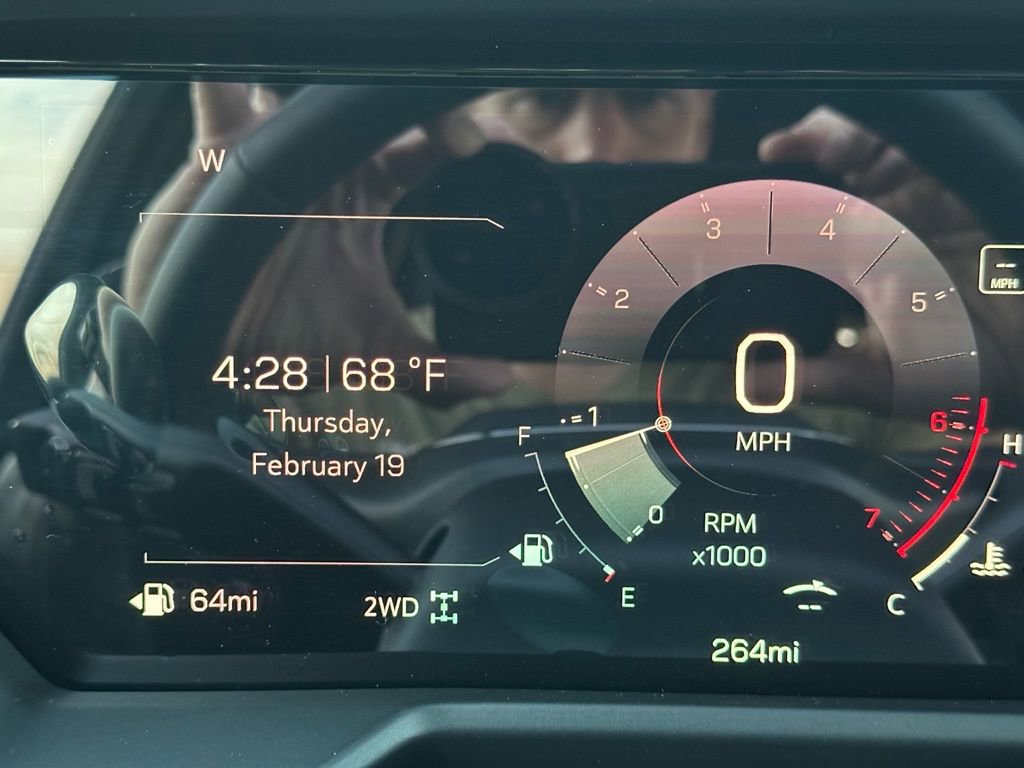 W
3
4
2
5
-- MPH
4:28 | 68 °F
Thursday,
February 19
0
MPH
1
6
F
H
0
RPM
x1000
7
E
C
64mi
2WD
264mi